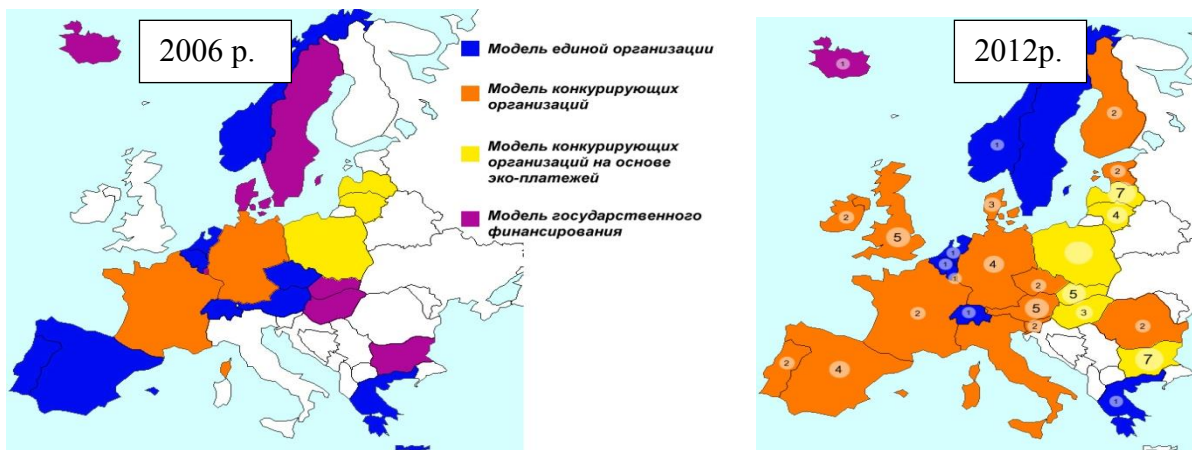 2006 р.
Модель единой организации
Модель конкурирующих
организаций
Модель конкурирующих
организаций на основе
эко-платежей
Модель государственного
финансирования
2012р.
1
2
1
2
7
4
3
2
5
1
1
1
4
2
5
3
5
2
2
1
2
7
2
4
1